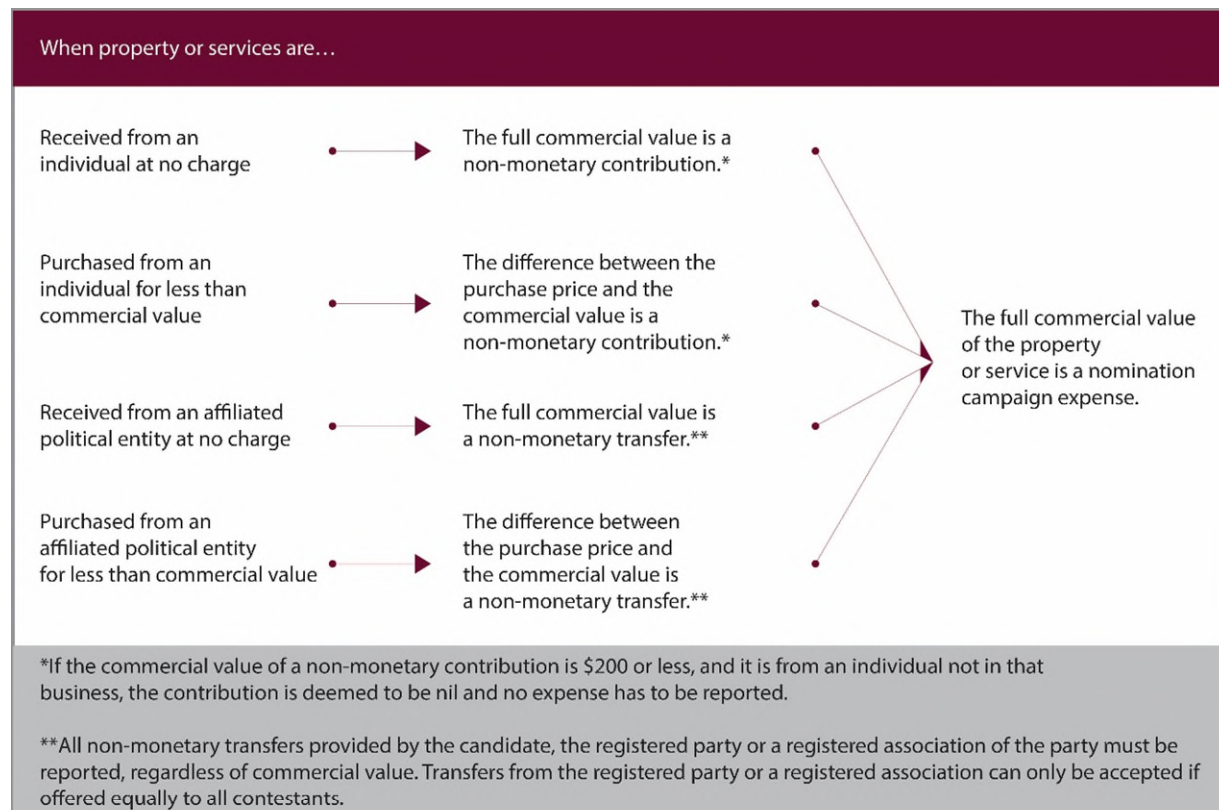 When property or services are…
Received from an
individual at no charge
The full commercial value is a
non-monetary contribution.*
Purchased from an
individual for less than
commercial value
The difference between the
purchase price and the
commercial value is a
non-monetary contribution.*
Received from an affiliated
political entity at no charge
The full commercial value is
a non-monetary transfer.**
Purchased from an
affiliated political entity
for less than commercial value
The difference between
the purchase price and
the commercial value is
a non-monetary transfer.**
The full commercial value
of the property
or service is a nomination
campaign expense.
*If the commercial value of a non-monetary contribution is $200 or less, and it is from an individual not in that
business, the contribution is deemed to be nil and no expense has to be reported.
**All non-monetary transfers provided by the candidate, the registered party or a registered association of the party must be
reported, regardless of commercial value. Transfers from the registered party or a registered association can only be accepted if
offered equally to all contestants.